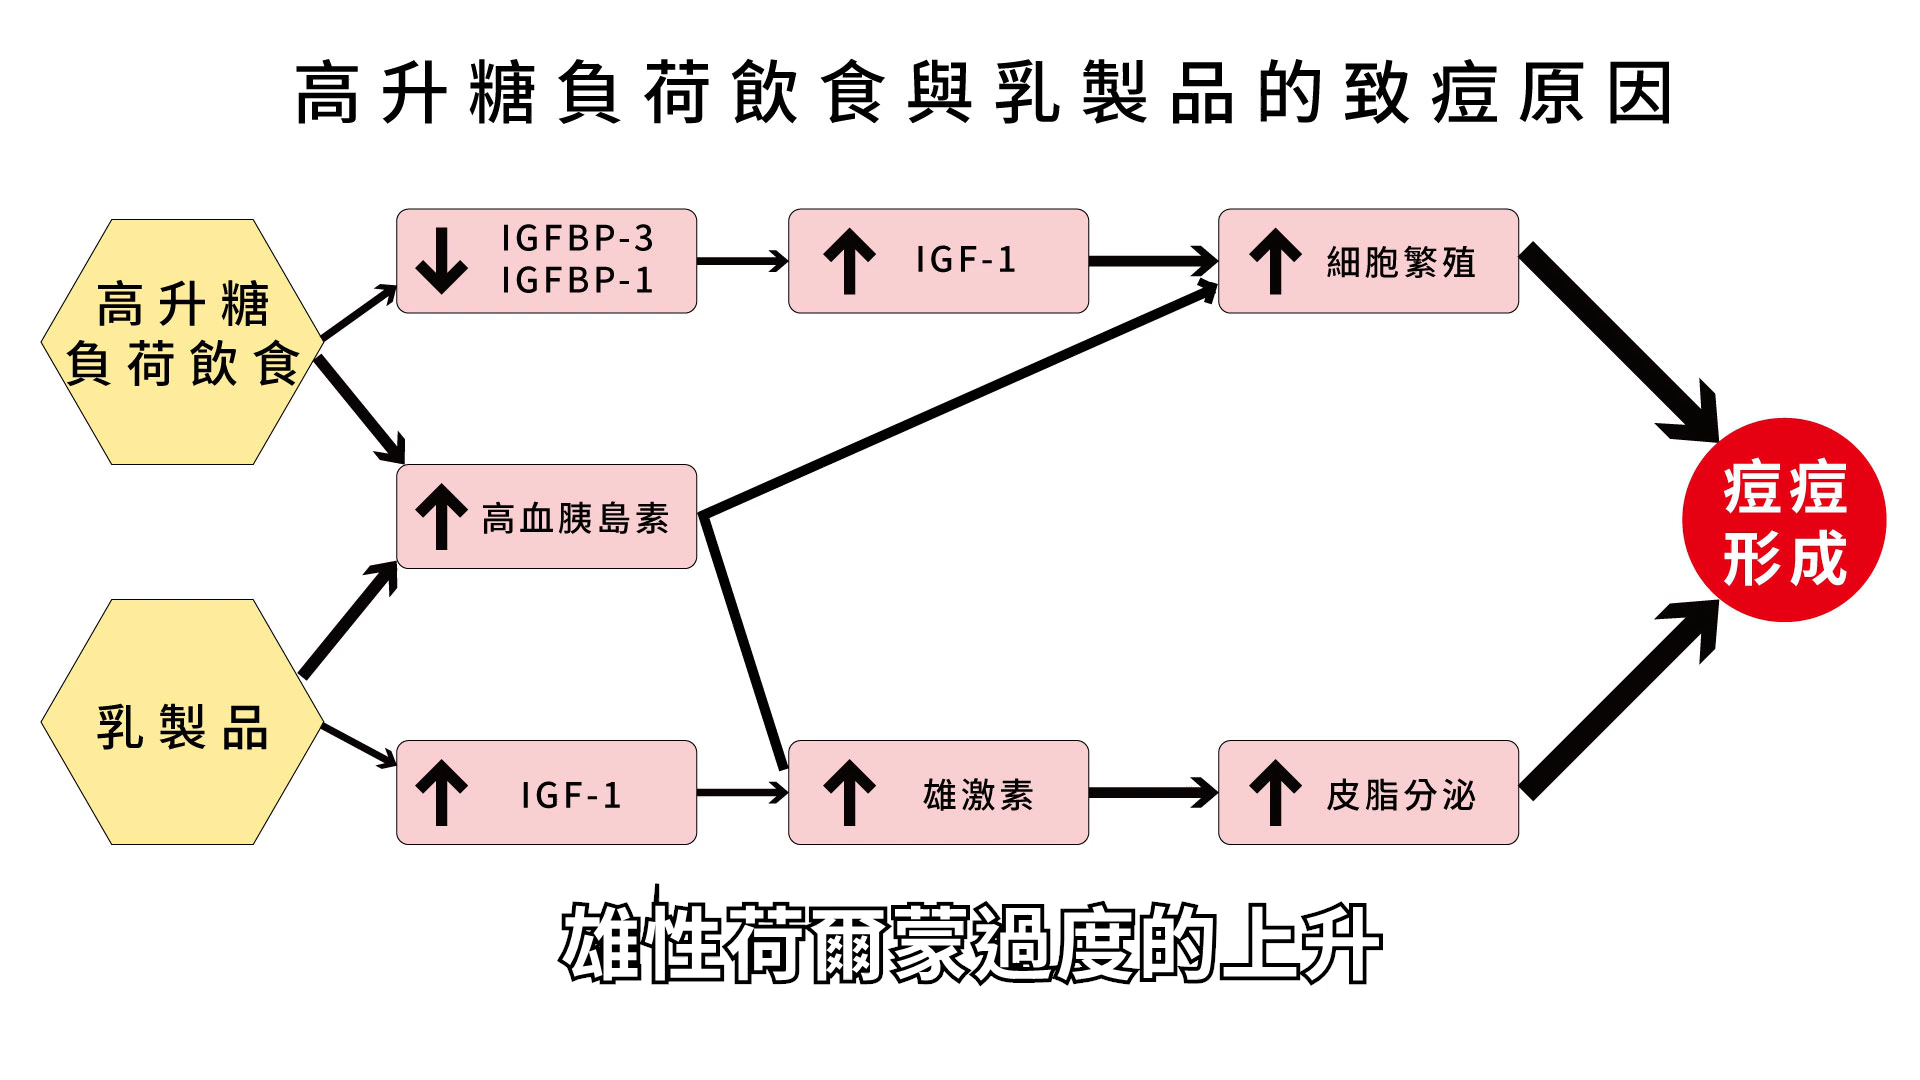 高升糖負荷飲食與乳製品的致痘原因
高升糖
負荷飲食
IGFBP-3
IGFBP-1
IGF-1
細胞繁殖
高血胰島素
痘痘
形成
乳製品
IGF-1
雄激素
皮脂分泌
雄性荷爾蒙過度的上升